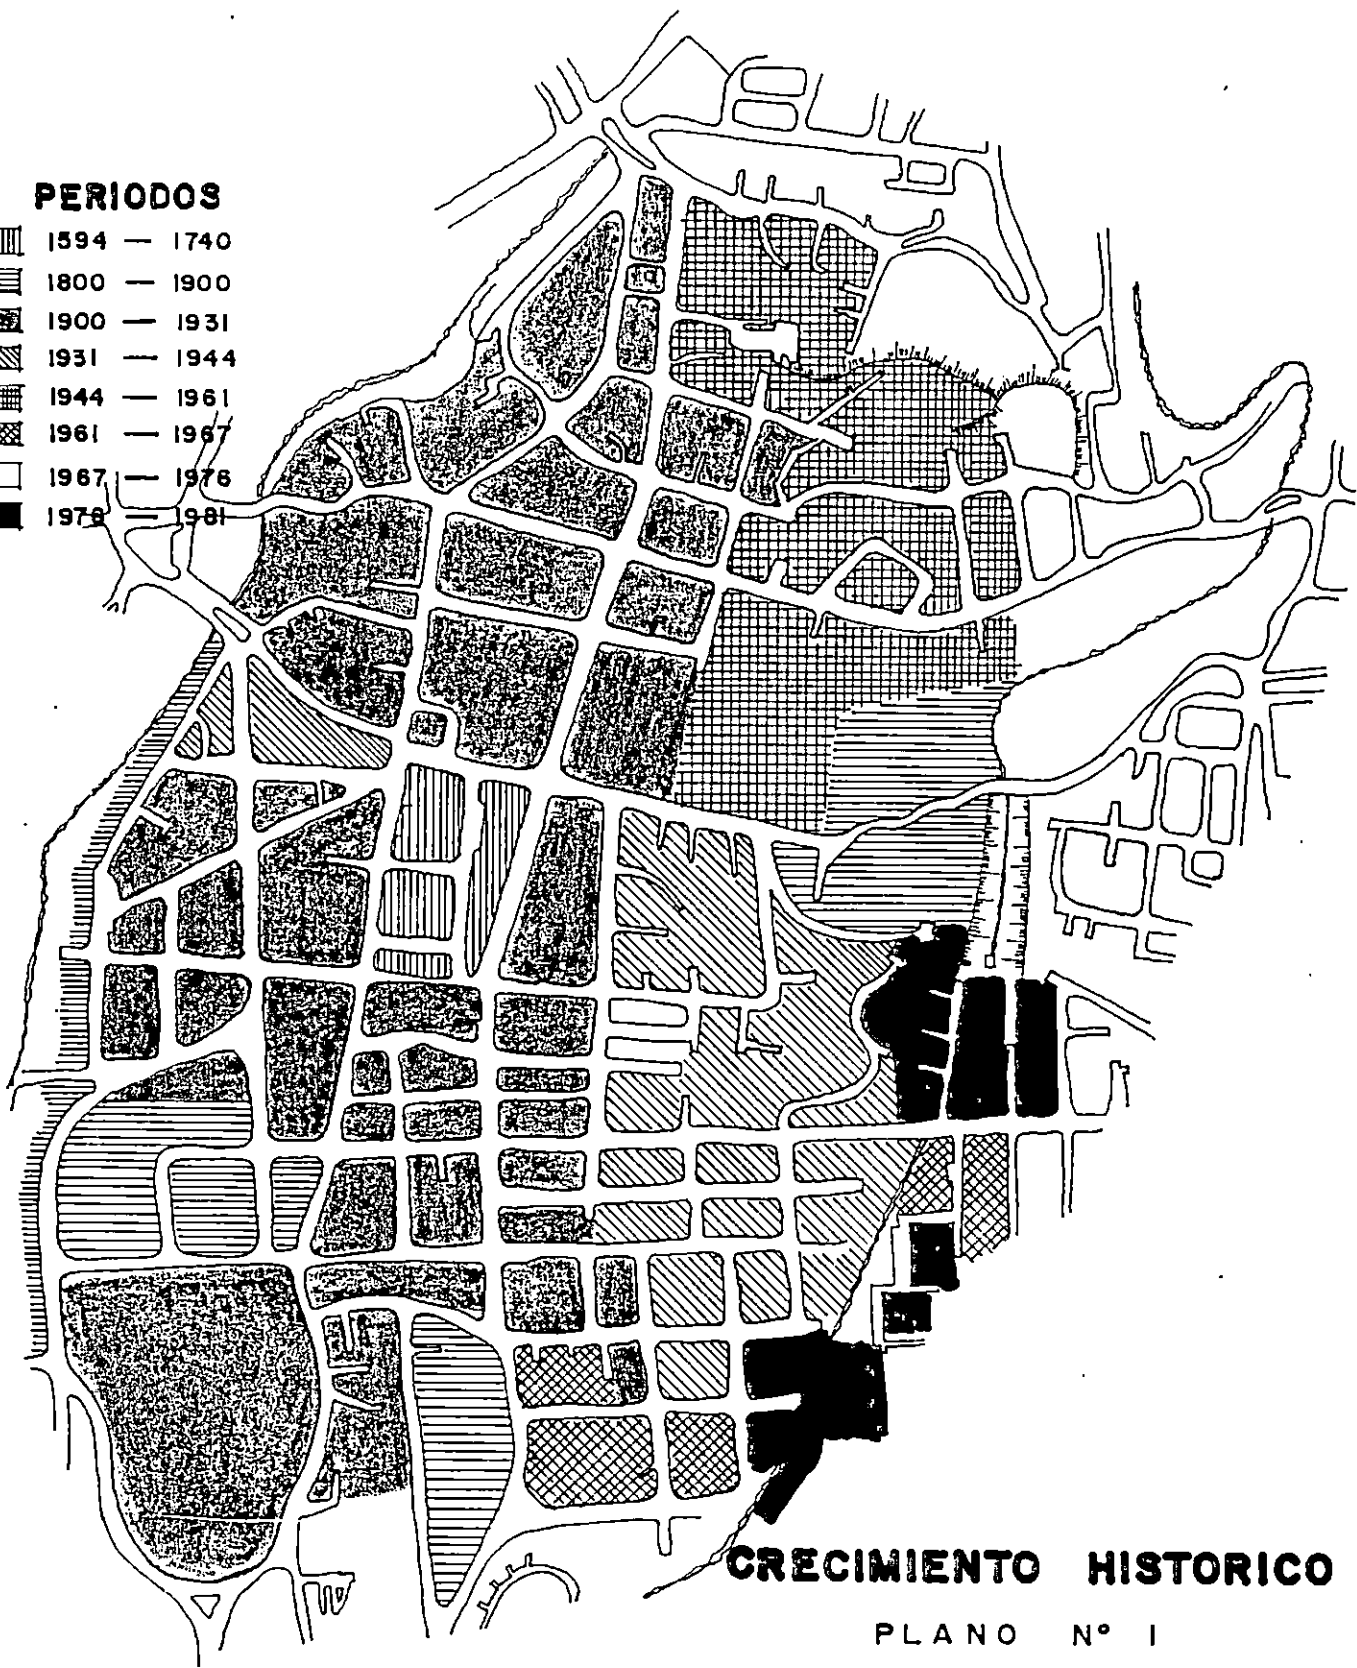 PERIODOS
1594 — 1740
1800 — 1900
1900 — 1931
1931 — 1944
1944 — 1961
1961 — 1967
1967 — 1976
1976 — 1981
CRECIMIENTO HISTORICO
PLANO Nº 1